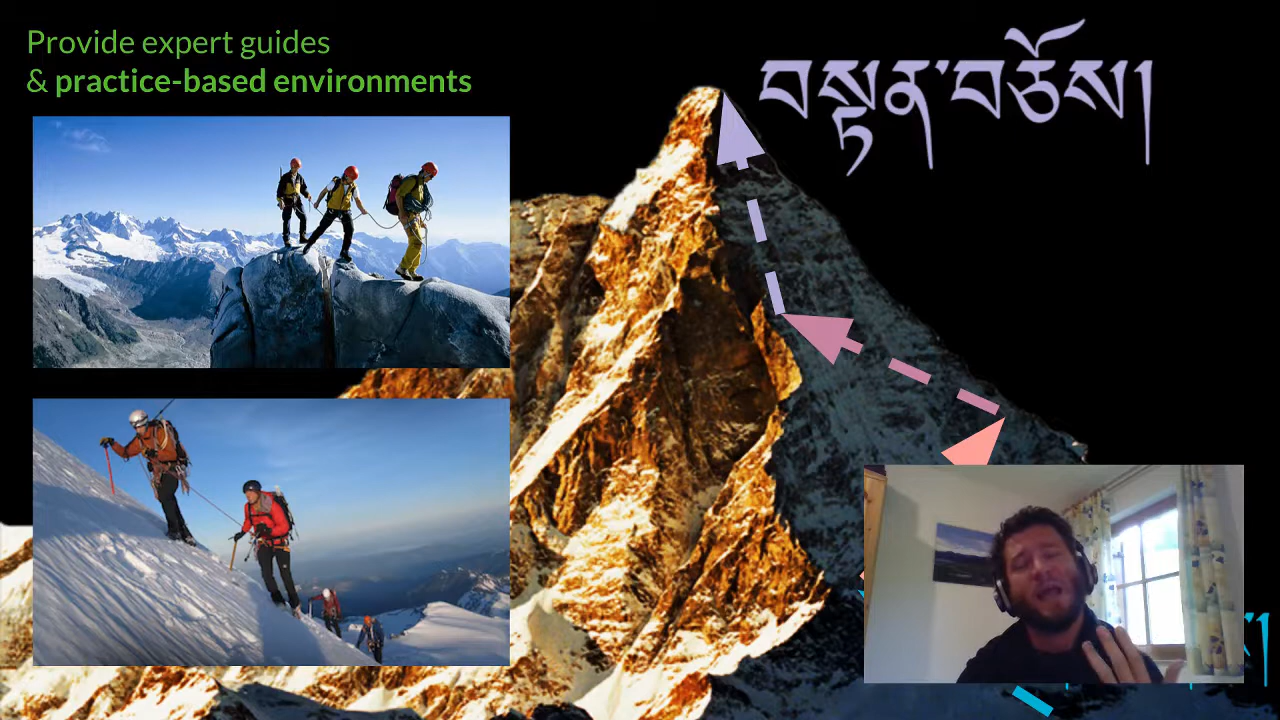 Provide expert guides
& practice-based environments
བསྟན་བཅོས།